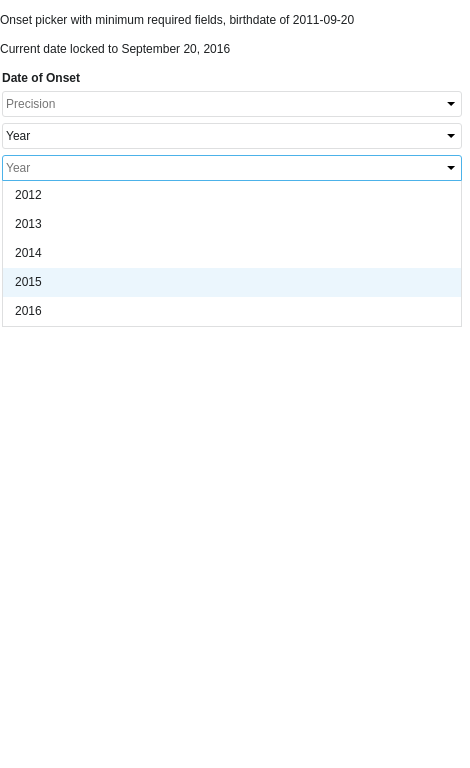 Onset picker with minimum required fields, birthdate of 2011-09-20
Current date locked to September 20, 2016
Date of Onset
Precision
Year
Year
2012
2013
2014
2015
2016